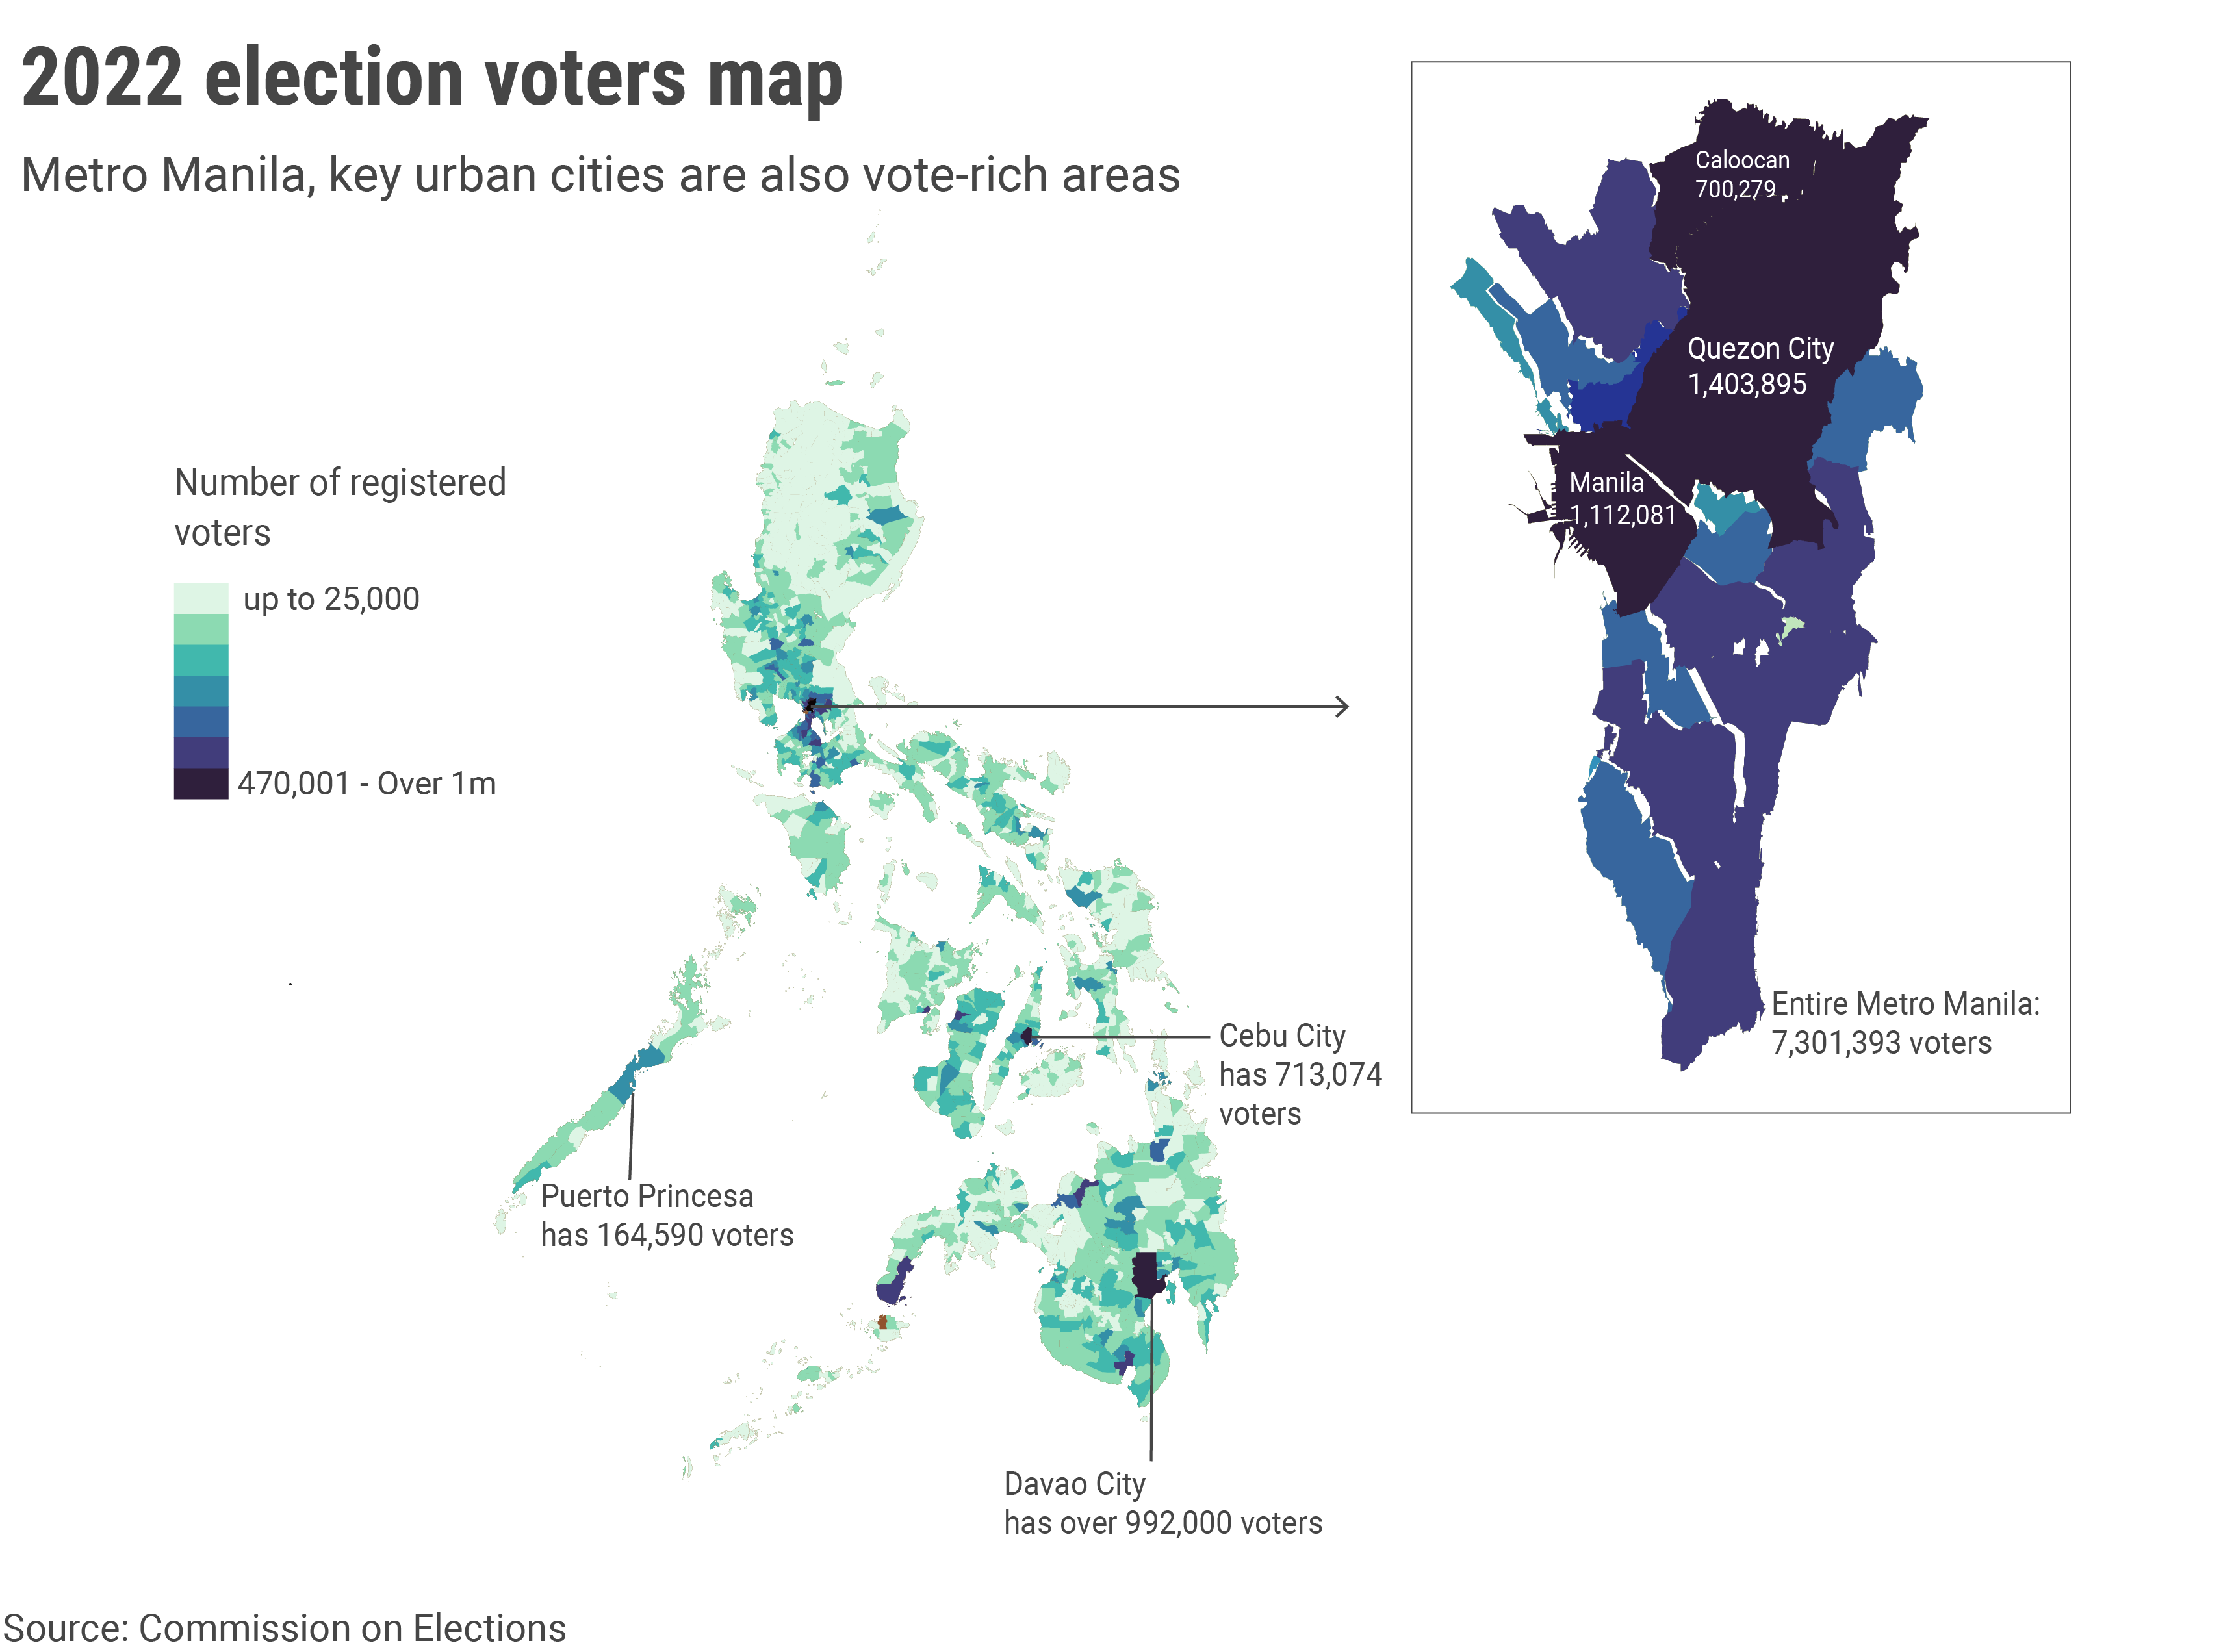 2022 election voters map
Metro Manila, key urban cities are also vote-rich areas
Number of registered
voters
up to 25,000
470,001 - Over 1m
Caloocan
700,279
Quezon City
1,403,895
Manila
1,112,081
Entire Metro Manila:
7,301,393 voters
Cebu City
has 713,074
voters
Puerto Princesa
has 164,590 voters
Davao City
has over 992,000 voters
Source: Commission on Elections